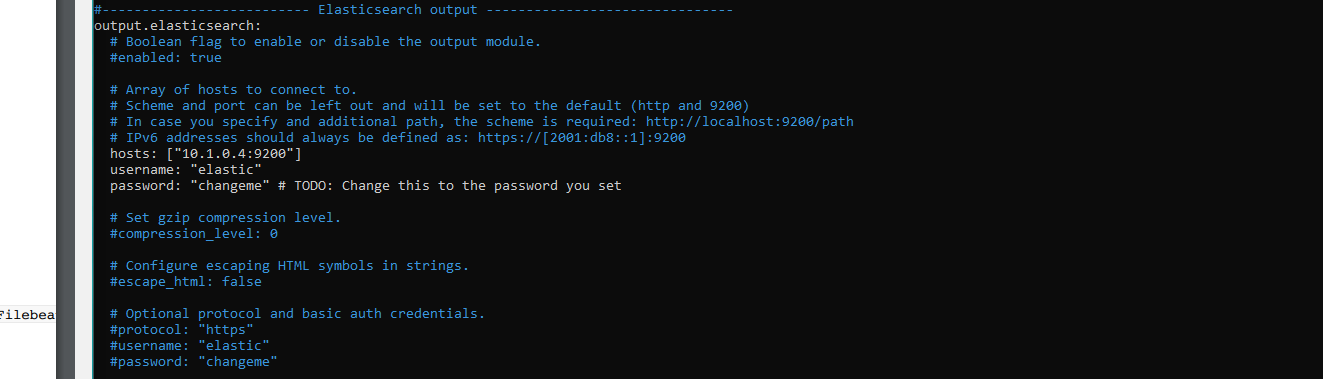 #-------------------------- Elasticsearch output -------------------------------
output.elasticsearch:
  # Boolean flag to enable or disable the output module.
  #enabled: true

  # Array of hosts to connect to.
  # Scheme and port can be left out and will be set to the default (http and 9200)
  # In case you specify and additional path, the scheme is required: http://localhost:9200/path
  # IPv6 addresses should always be defined as: https://[2001:db8::1]:9200
  hosts: ["10.1.0.4:9200"]
  username: "elastic"
  password: "changeme" # TODO: Change this to the password you set

  # Set gzip compression level.
  #compression_level: 0

  # Configure escaping HTML symbols in strings.
  #escape_html: false

Filebea
  # Optional protocol and basic auth credentials.
  #protocol: "https"
  #username: "elastic"
  #password: "changeme"